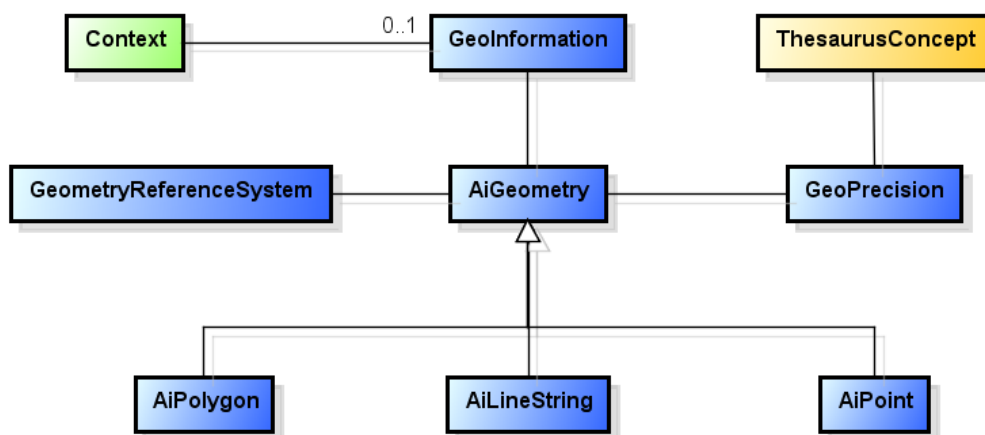 Context
0..1
GeoInformation
ThesaurusConcept
GeometryReferenceSystem
AiGeometry
GeoPrecision
AiPolygon
AiLineString
AiPoint